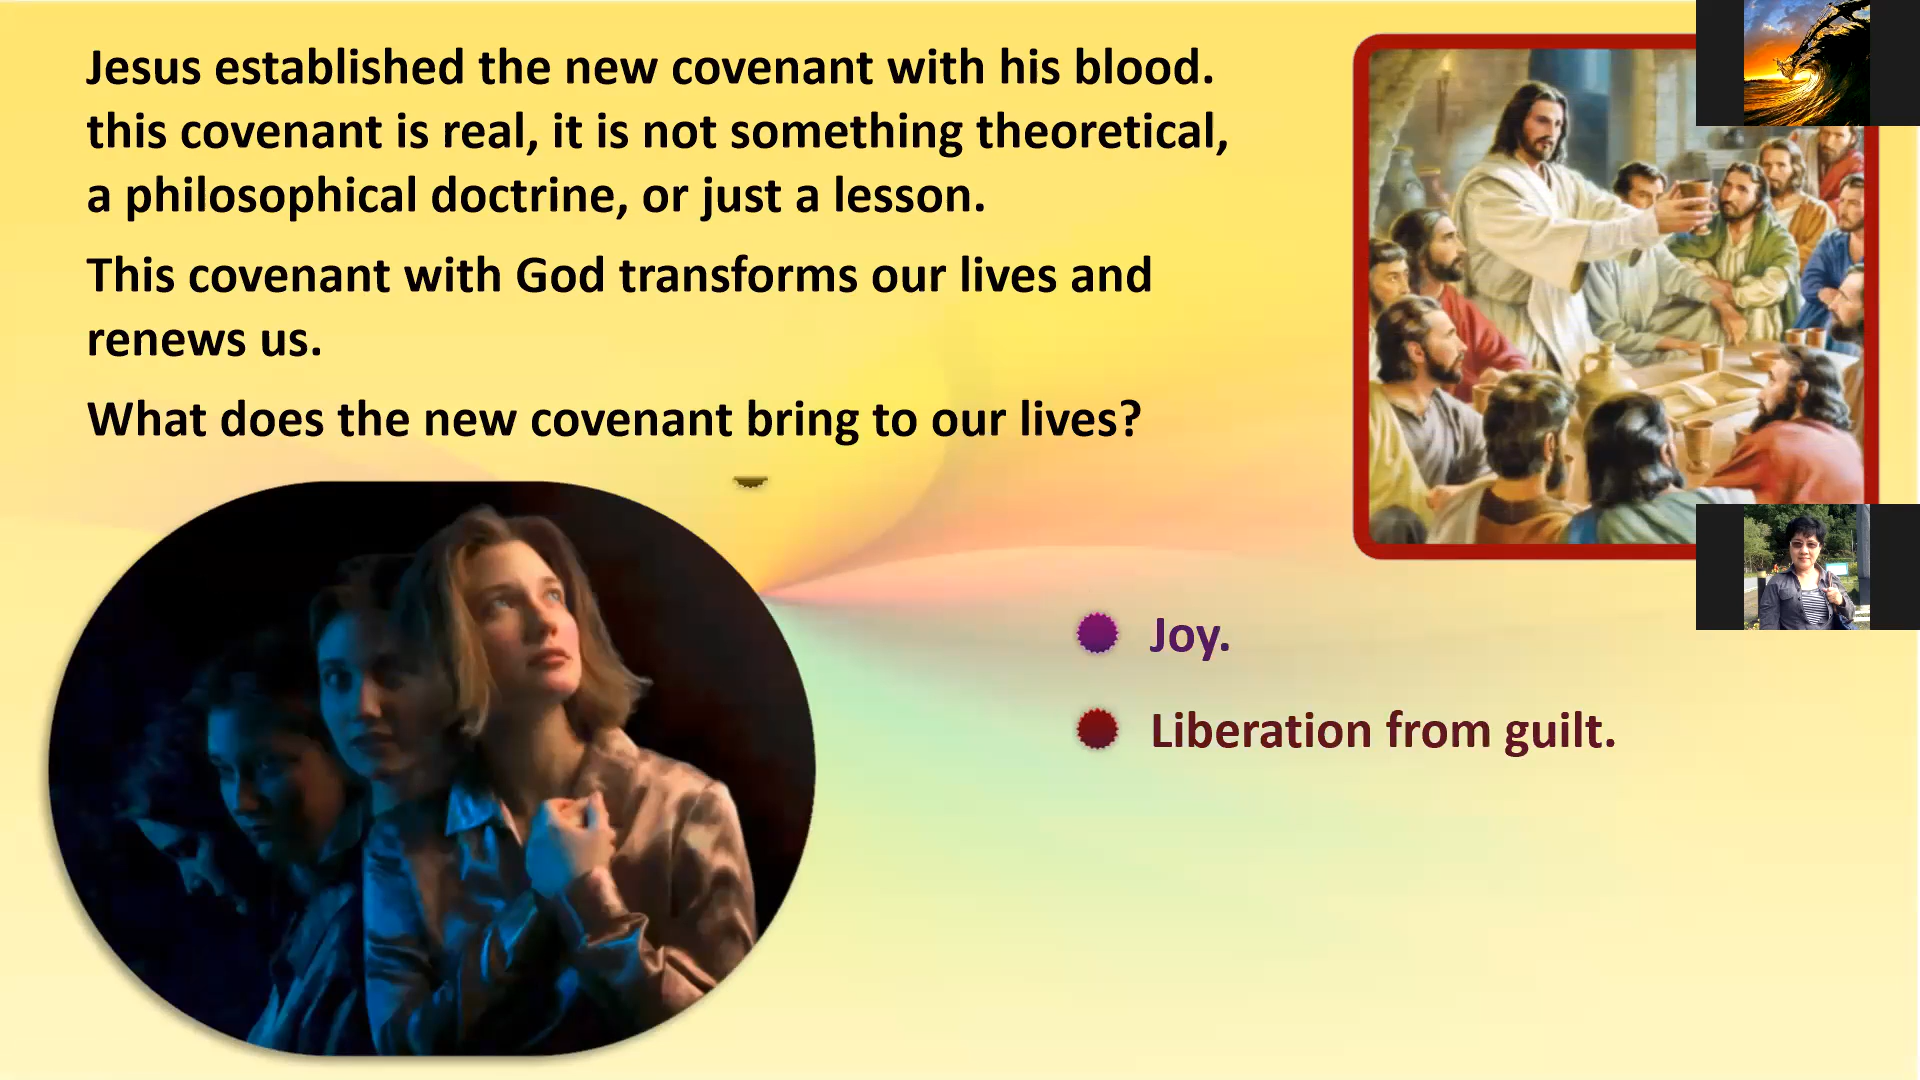 Jesus established the new covenant with his blood.
this covenant is real, it is not something theoretical,
a philosophical doctrine, or just a lesson.
This covenant with God transforms our lives and
renews us.
What does the new covenant bring to our lives?
Joy.
Liberation from guilt.